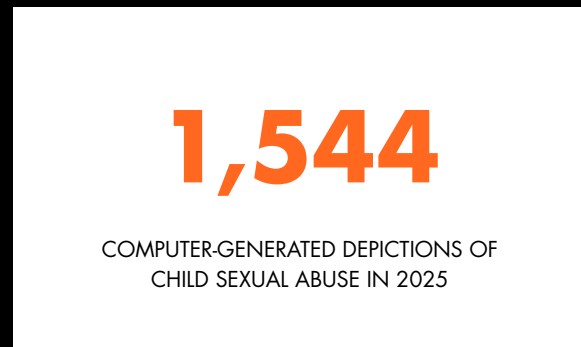 1,544
COMPUTER-GENERATED DEPICTIONS OF
CHILD SEXUAL ABUSE IN 2025